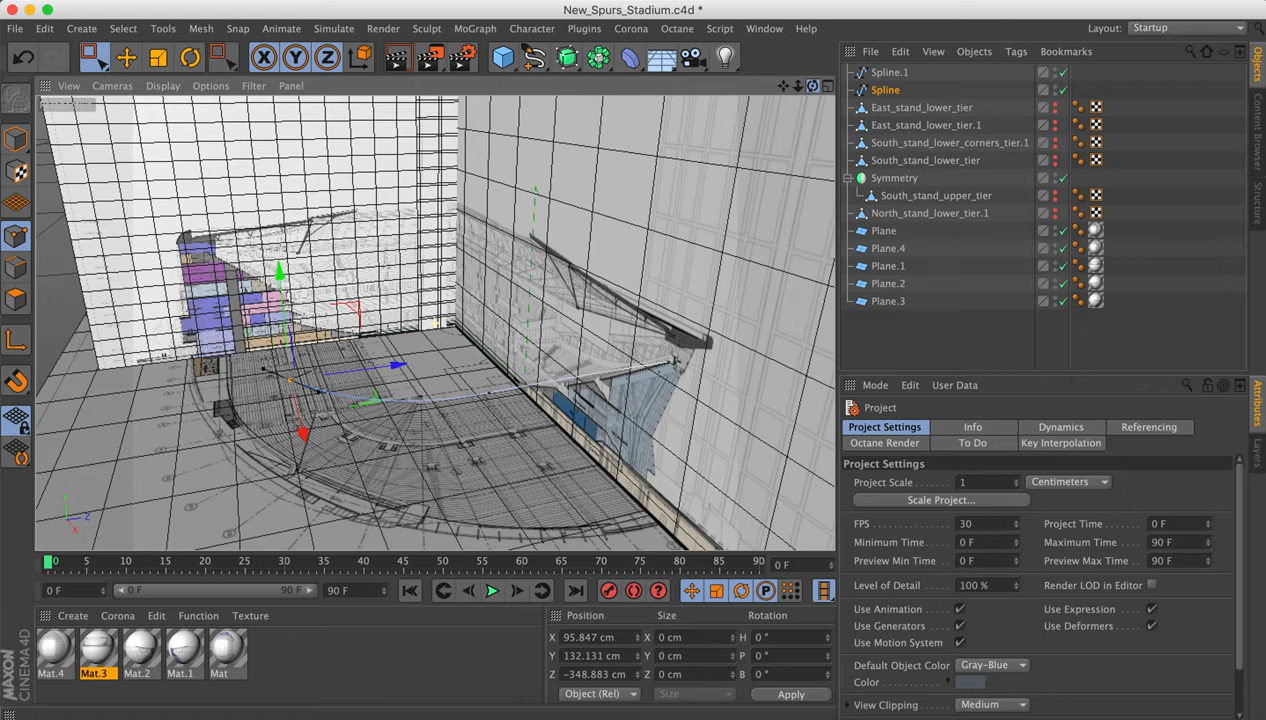 New_Spurs_Stadium.c4d *
File Edit Create Select Tools Mesh Snap Animate Simulate Render Sculpt MoGraph Character Plugins Corona Octane Script Window Help Layout: Startup
X Y Z
View Cameras Display Options Filter Panel
File Edit View Objects Tags Bookmarks
Spline.1
Spline
East_stand_lower_tier
East_stand_lower_tier.1
South_stand_lower_corners_tier.1
South_stand_lower_tier
Symmetry
South_stand_upper_tier
North_stand_lower_tier.1
Plane
Plane.4
Plane.1
Plane.2
Plane.3
Objects
Content Browser
Structure
Mode Edit User Data
Project
Project Settings Info Dynamics Referencing
Octane Render To Do Key Interpolation
Project Settings
Project Scale 1 Centimeters
Scale Project...
FPS 30 Project Time 0 F
Minimum Time 0 F Maximum Time 90 F
Preview Min Time 0 F Preview Max Time 90 F
Level of Detail 100 % Render LOD in Editor
Use Animation Use Expression
Use Generators Use Deformers
Use Motion System
Default Object Color Gray-Blue
Color
View Clipping Medium
Attributes
Layers
Y Z X
0 5 10 15 20 25 30 35 40 45 50 55 60 65 70 75 80 85 90 0 F
0 F 0 F 90 F 90 F
P
Create Corona Edit Function Texture
Mat.4 Mat.3 Mat.2 Mat.1 Mat
Position Size Rotation
X 95.847 cm X 0 cm H 0 °
Y 132.131 cm Y 0 cm P 0 °
Z -348.883 cm Z 0 cm B 0 °
Object (Rel) Size Apply
MAXON
CINEMA 4D